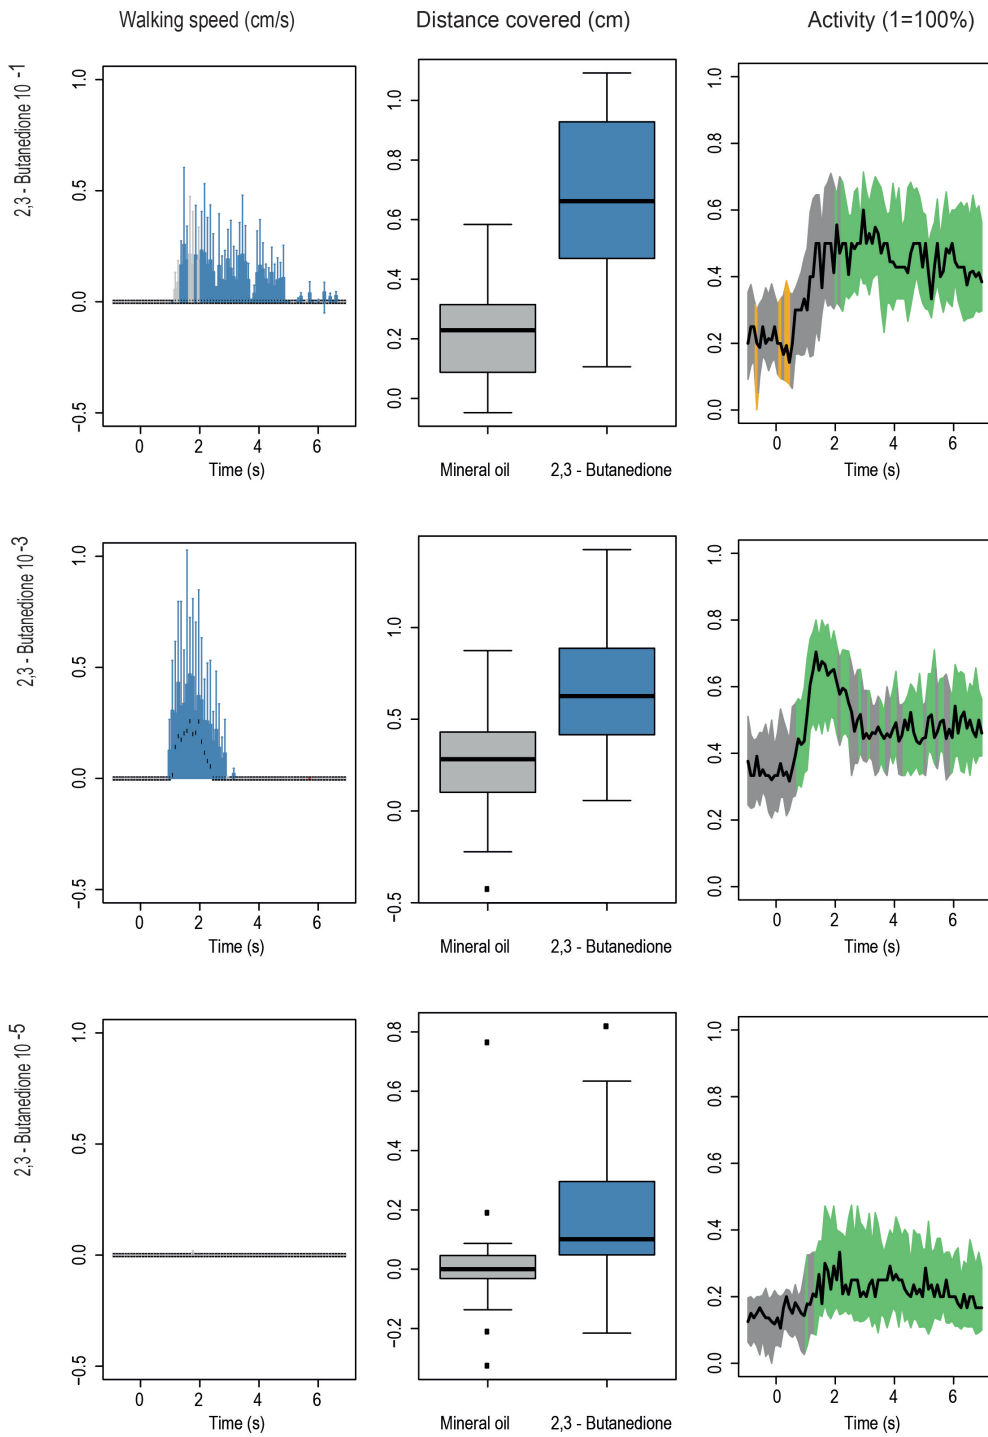 Walking speed (cm/s)
Distance covered (cm)
Activity (1=100%)
2,3 - Butanedione 10 -1
1.0
0.5
0.0
−0.5
0 2 4 6
Time (s)
1.0
0.8
0.6
0.4
0.2
0.0
Mineral oil 2,3 - Butanedione
1.0
0.8
0.6
0.4
0.2
0.0
0 2 4 6
Time (s)
2,3 - Butanedione 10 -3
1.0
0.5
0.0
−0.5
0 2 4 6
Time (s)
1.0
0.5
0.0
−0.5
Mineral oil 2,3 - Butanedione
1.0
0.8
0.6
0.4
0.2
0.0
0 2 4 6
Time (s)
2,3 - Butanedione 10 -5
1.0
0.5
0.0
−0.5
0 2 4 6
Time (s)
0.8
0.6
0.4
0.2
0.0
−0.2
Mineral oil 2,3 - Butanedione
1.0
0.8
0.6
0.4
0.2
0.0
0 2 4 6
Time (s)